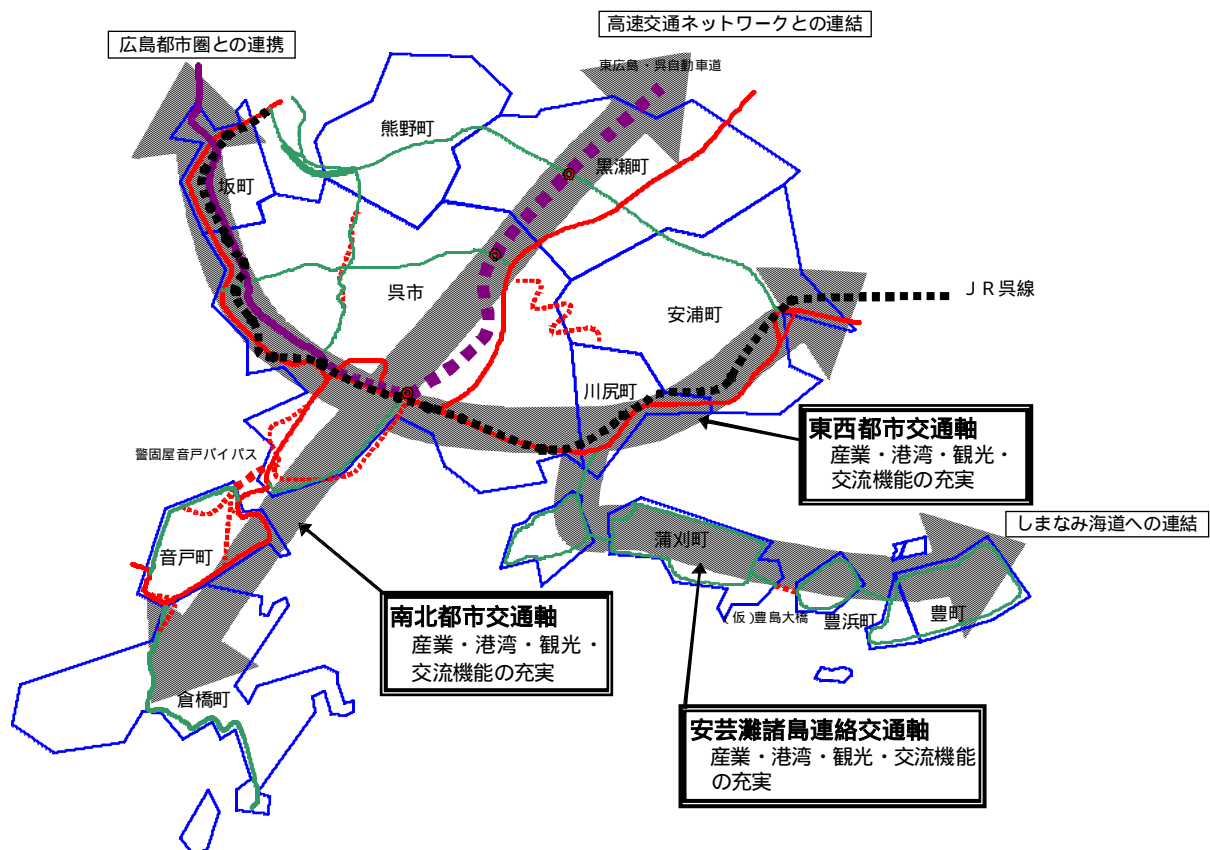 高速交通ネットワークとの連結
広島都市圏との連携
東広島・呉自動車道
熊野町
黒瀬町
坂町
呉市
ＪＲ呉線
安浦町
川尻町
東西都市交通軸
産業・港湾・観光・
交流機能の充実
警固屋音戸バイパス
しまなみ海道への連結
音戸町
蒲刈町
(仮)豊島大橋
豊浜町
豊町
南北都市交通軸
産業・港湾・観光・
交流機能の充実
倉橋町
安芸灘諸島連絡交通軸
産業・港湾・観光・交流機能
の充実